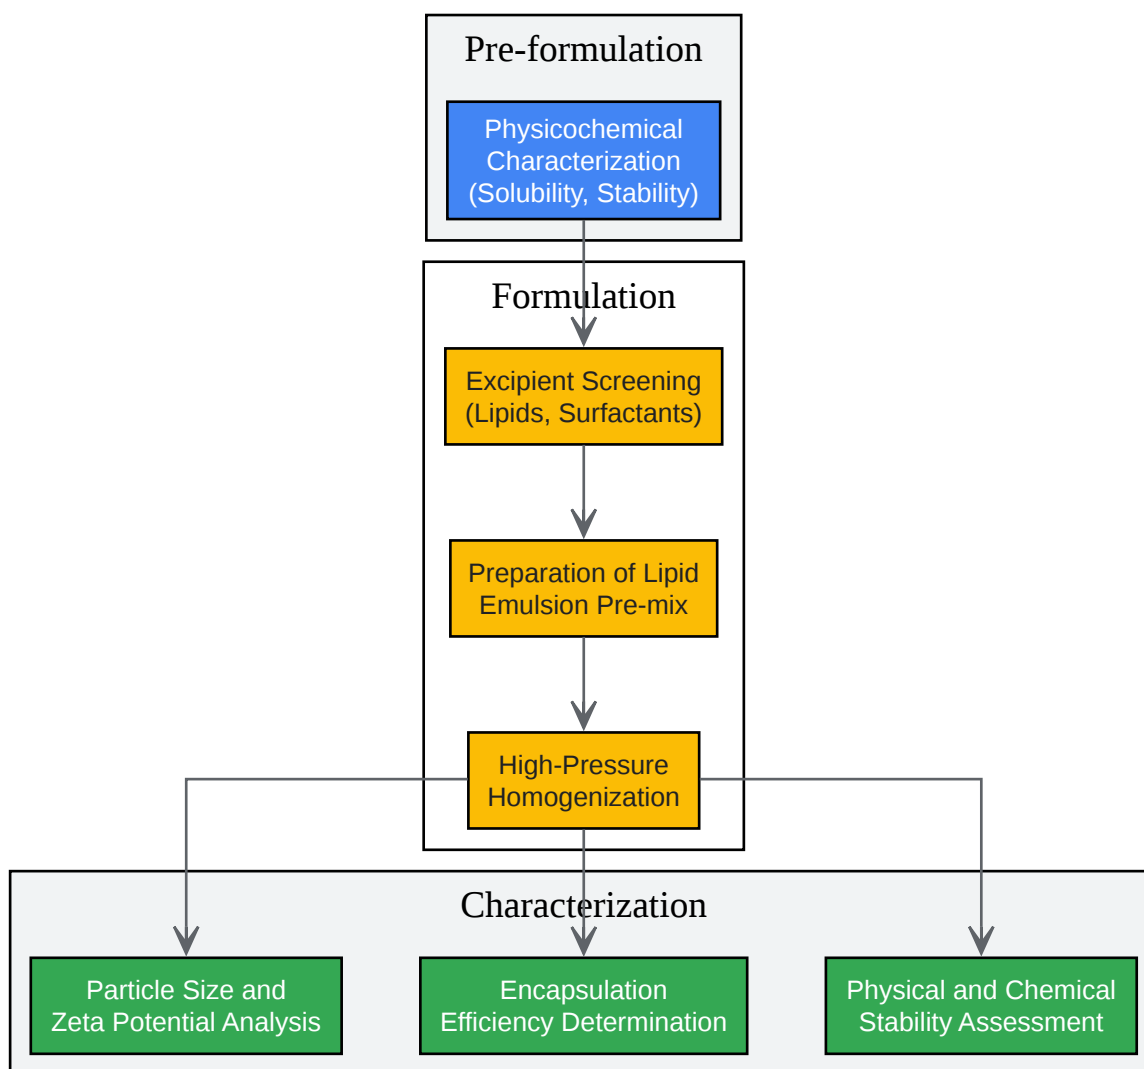 Pre-formulation
Physicochemical
Characterization
(Solubility, Stability)
Formulation
Excipient Screening
(Lipids, Surfactants)
Preparation of Lipid
Emulsion Pre-mix
High-Pressure
Homogenization
Characterization
Particle Size and
Zeta Potential Analysis
Encapsulation
Efficiency Determination
Physical and Chemical
Stability Assessment